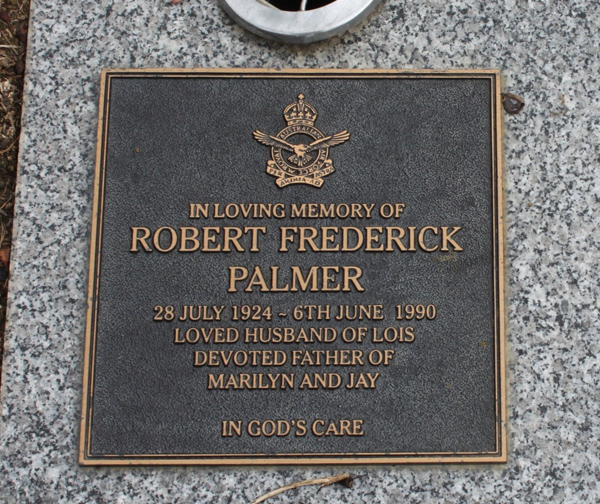 AUSTRALIAN
IN LOVING MEMORY OF
ROBERT FREDERICK
PALMER
28 JULY 1924 ~ 6TH JUNE 1990
LOVED HUSBAND OF LOIS
DEVOTED FATHER OF
MARILYN AND JAY
IN GOD'S CARE